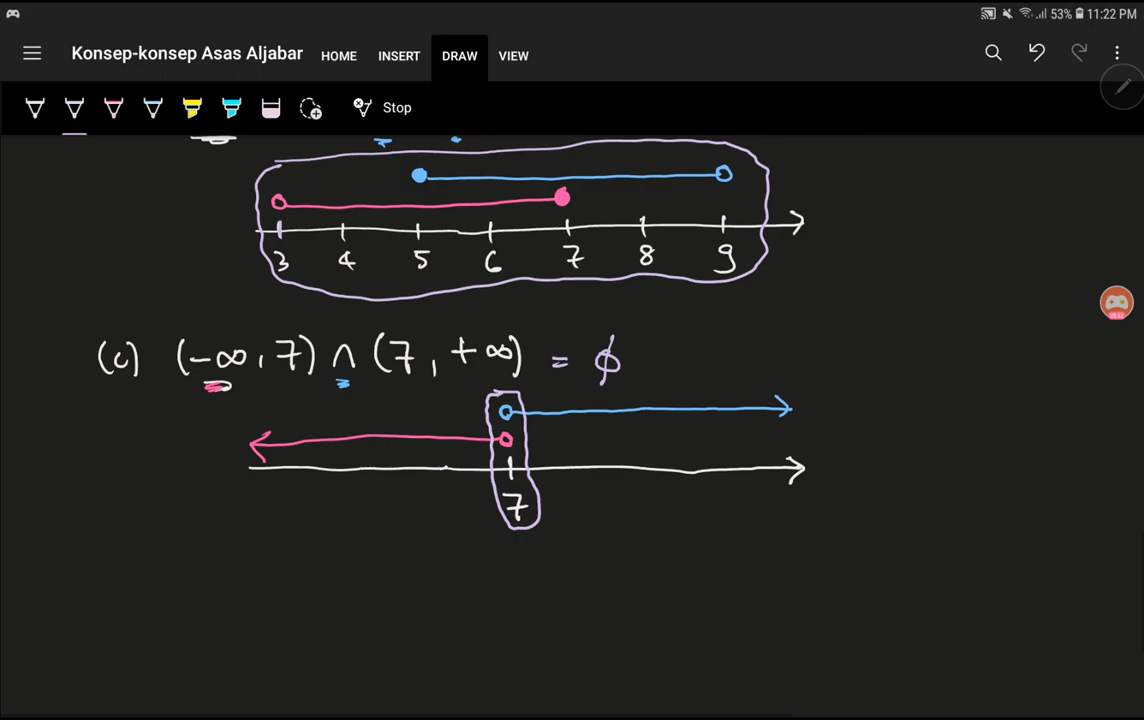 53% 11:22 PM
Konsep-konsep Asas Aljabar HOME INSERT DRAW VIEW
Stop
3 4 5 6 7 8 9
(c) (-∞, 7) ∩ (7, +∞) = ϕ
7